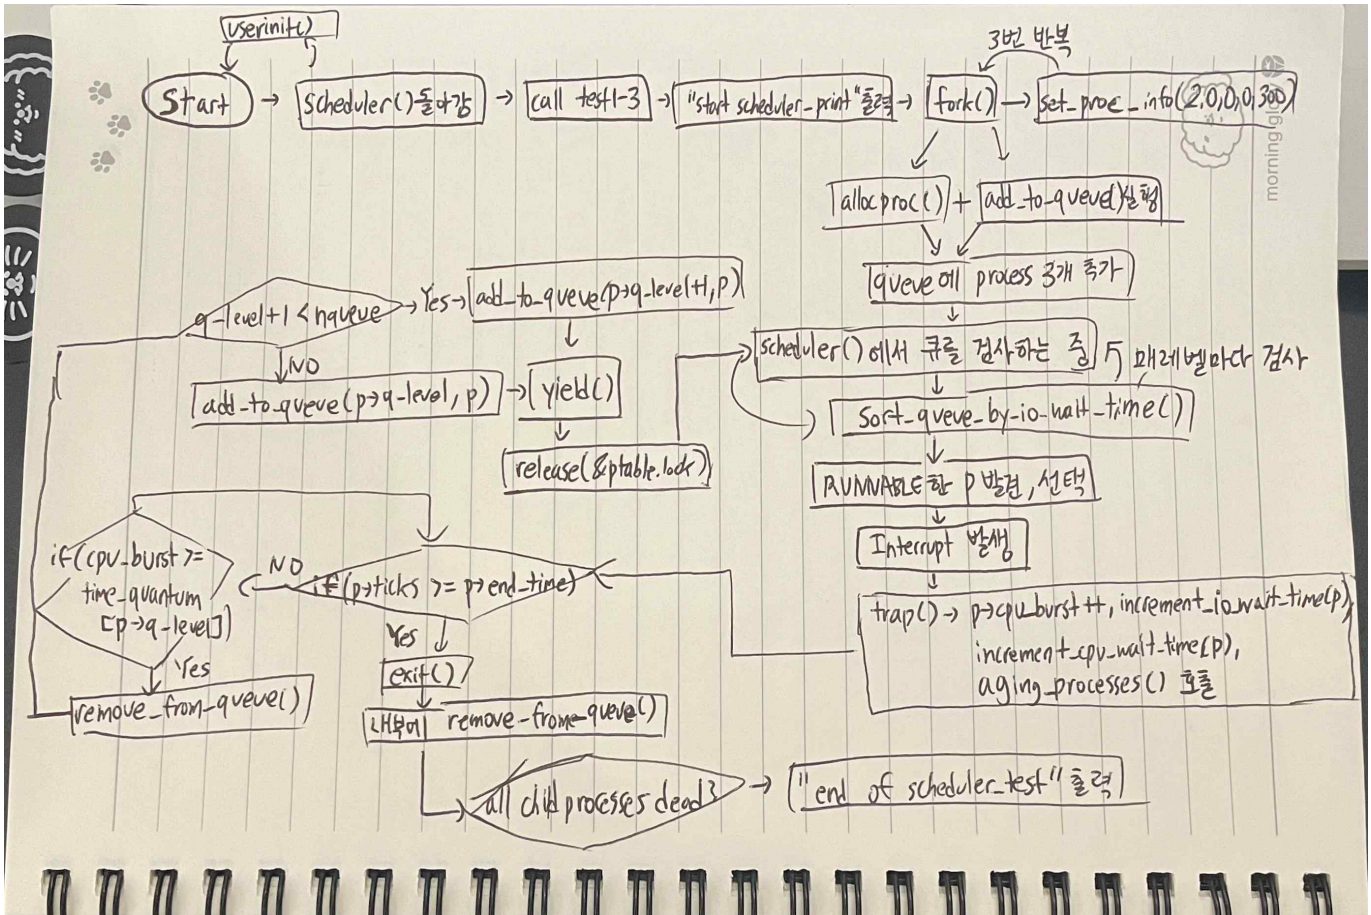 userinit()
3번 반복
Start
scheduler()돌아감
call test1-3
"start scheduler_print"출력
fork()
set_proc_info(2,0,0,0,300)
morning gl
allocproc() + add_to_queue()실행
queue에 process 3개 추가
q-level+1 < nqueue
Yes
add_to_queue(p→q_level+1, p)
NO
add_to_queue(p→q-level, p)
yield()
release(&ptable.lock)
scheduler()에서 큐를 검사하는 중
매레벨마다 검사
Sort_queue_by_io_wait_time()
RUNNABLE한 p 발견, 선택
Interrupt 발생
trap() → p→cpu_burst++, increment_io_wait_time(p),
increment_cpu_wait_time(p),
aging_processes() 호출
if(cpu_burst >=
time_quantum
[p→q-level])
NO
if(p→ticks >= p→end_time)
Yes
remove_from_queue()
Yes
exit()
내부에 remove_frome_queue()
all child processes dead?
"end of scheduler_test" 출력